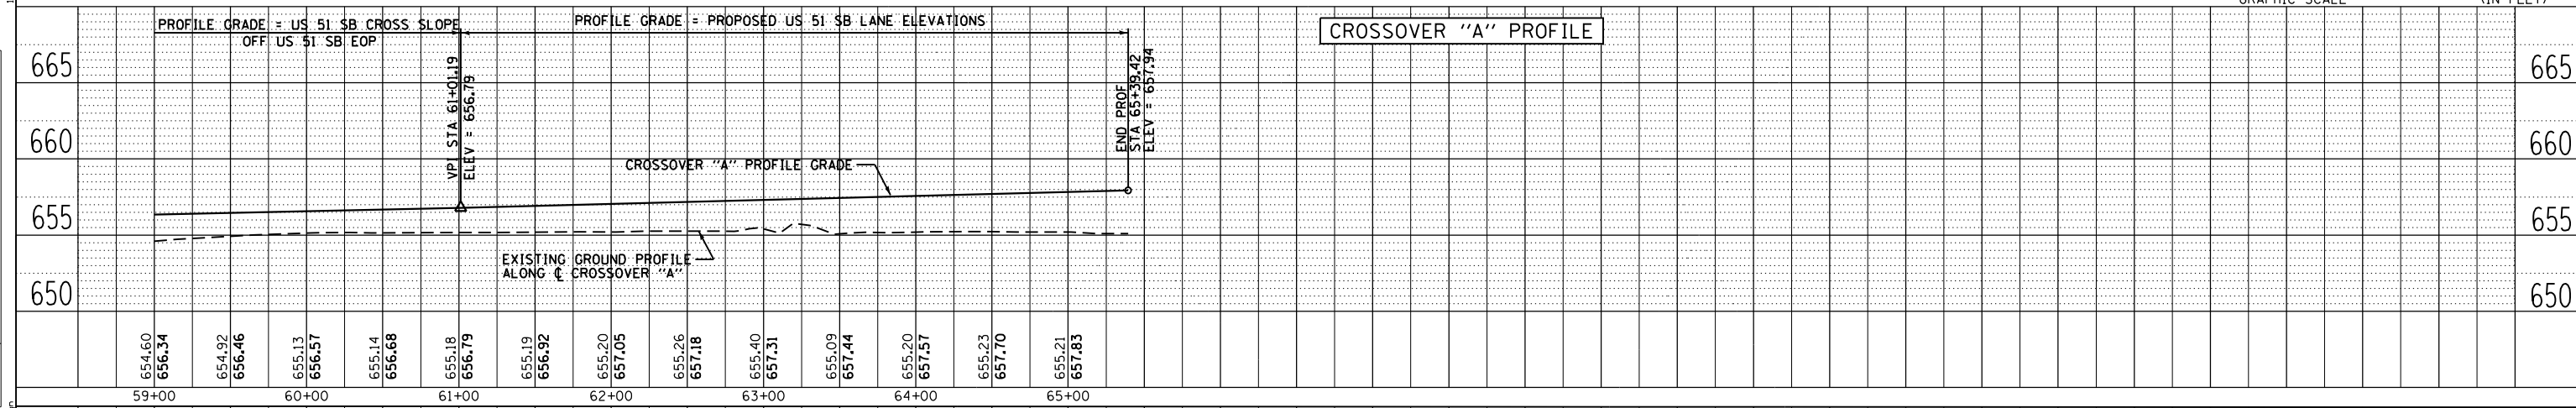 GRAPHIC SCALE
(IN FEET)
PROFILE GRADE = US 51 SB CROSS SLOPE
OFF US 51 SB EOP
PROFILE GRADE = PROPOSED US 51 SB LANE ELEVATIONS
CROSSOVER "A" PROFILE
665
665
VPI STA 61+01.19
ELEV = 656.79
END PROF
STA 65+39.42
ELEV = 657.94
660
660
CROSSOVER "A" PROFILE GRADE
655
655
EXISTING GROUND PROFILE
ALONG ℄ CROSSOVER "A"
650
650
654.60
656.34
654.92
656.46
655.13
656.57
655.14
656.68
655.18
656.79
655.19
656.92
655.20
657.05
655.26
657.18
655.40
657.31
655.09
657.44
655.20
657.57
655.23
657.70
655.21
657.83
59+00
60+00
61+00
62+00
63+00
64+00
65+00